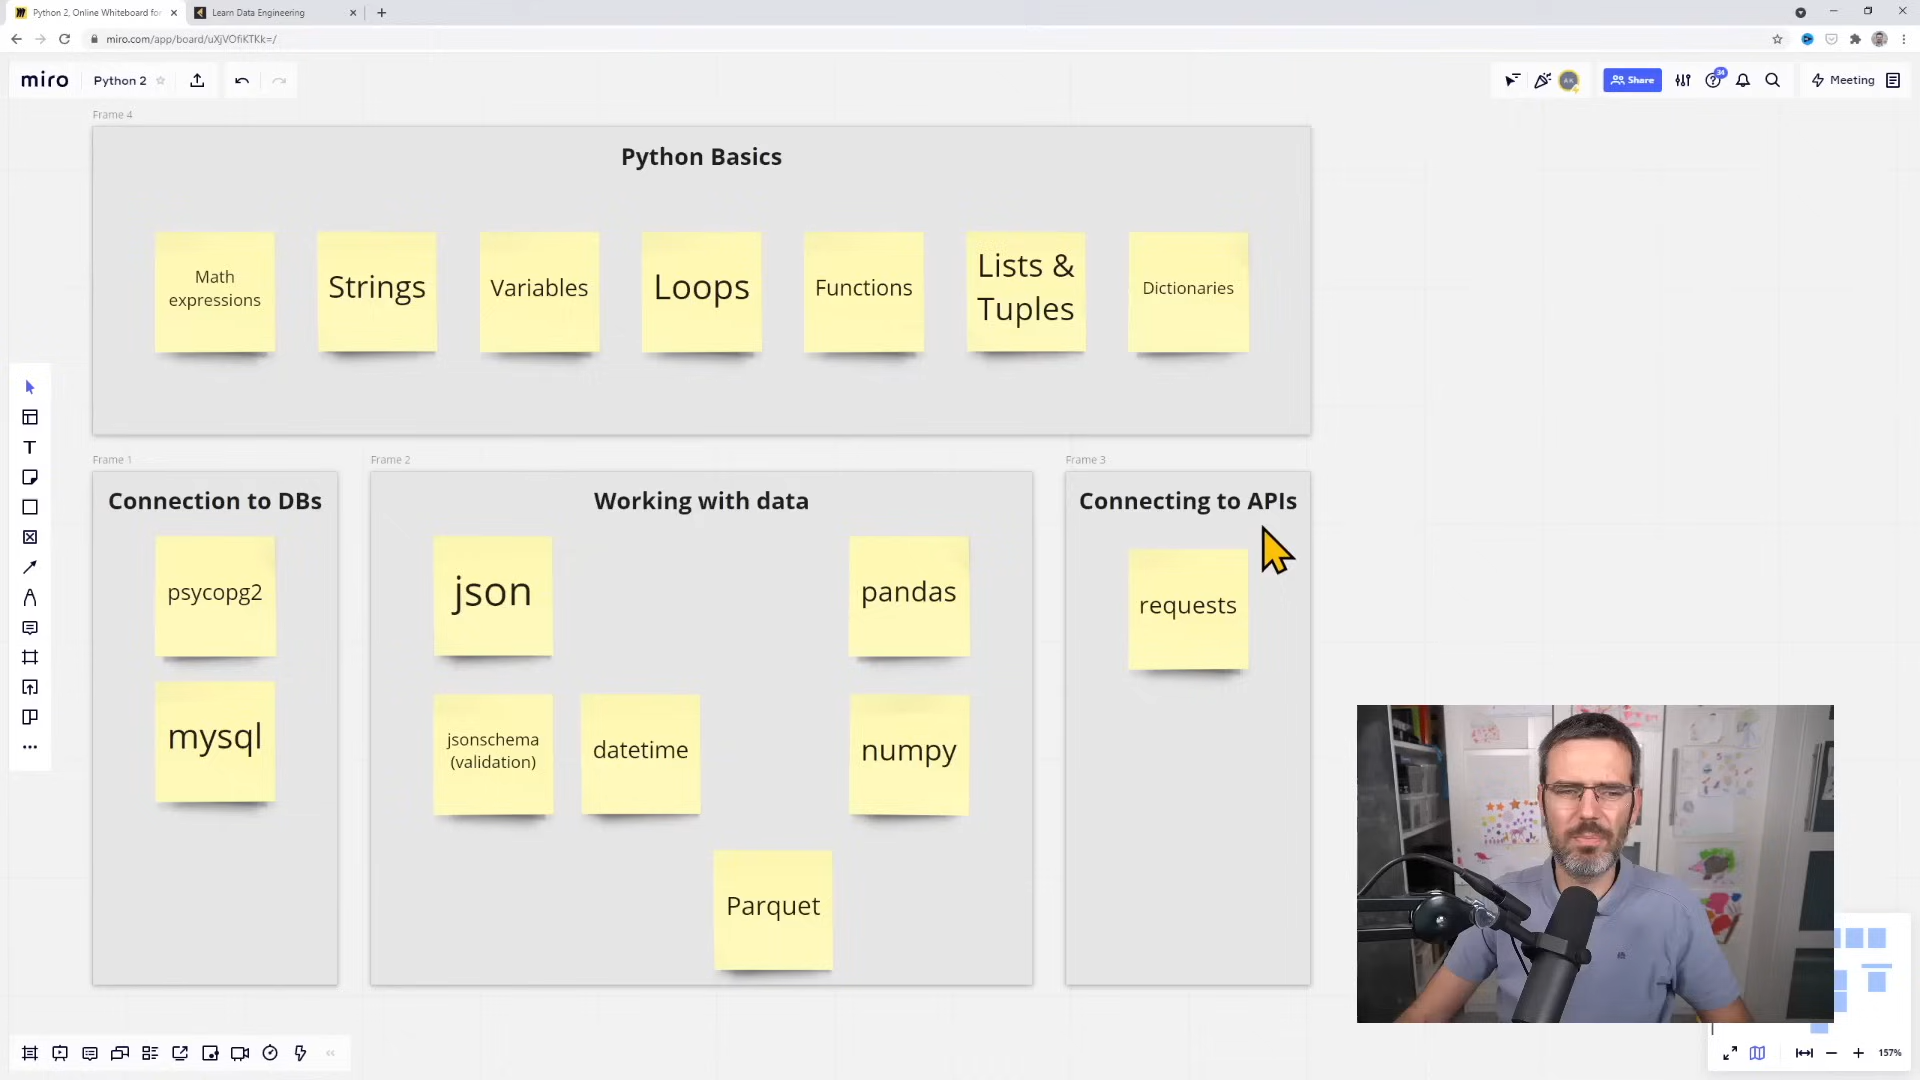 Python 2, Online Whiteboard for
Learn Data Engineering
miro.com/app/board/uXjVOfiKTKk=/
miro
Python 2
Share
34
Meeting
Frame 4
Python Basics
Math
expressions
Strings
Variables
Loops
Functions
Lists &
Tuples
Dictionaries
Frame 1
Connection to DBs
psycopg2
mysql
Frame 2
Working with data
json
pandas
jsonschema
(validation)
datetime
numpy
Parquet
Frame 3
Connecting to APIs
requests
157%